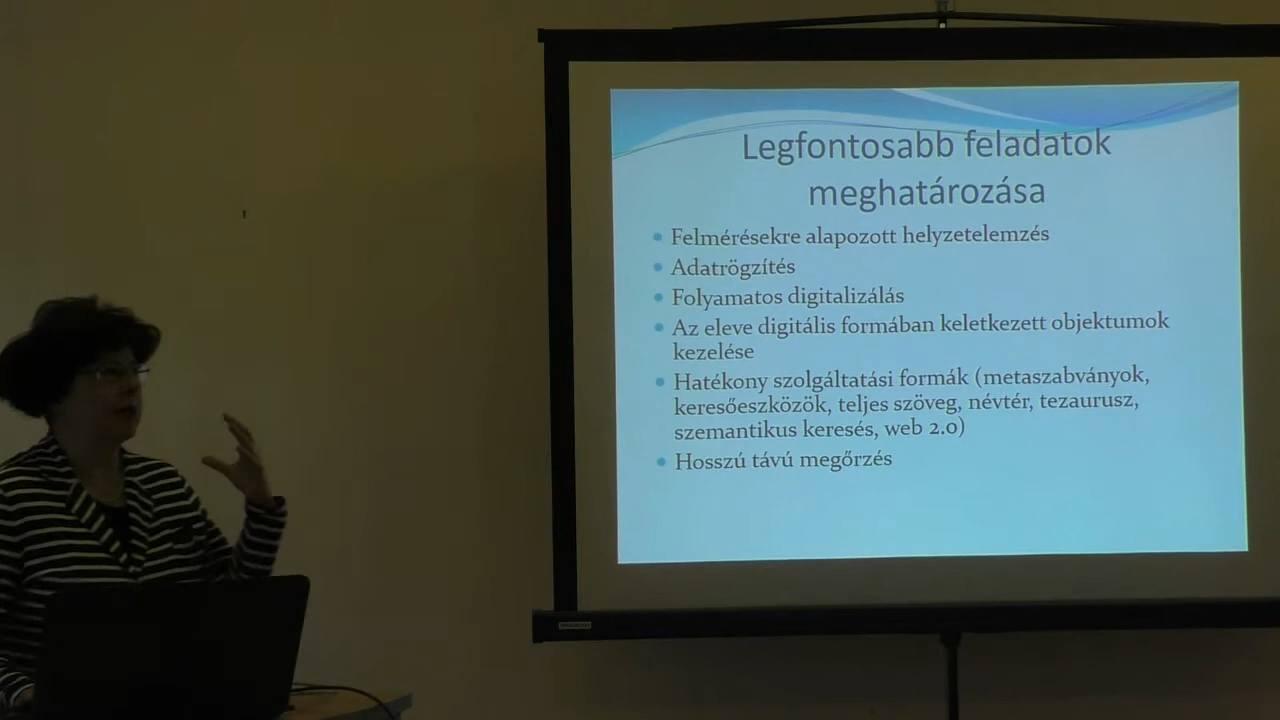 Legfontosabb feladatok
meghatározása
Felmérésekre alapozott helyzetelemzés
Adatrögzítés
Folyamatos digitalizálás
Az eleve digitális formában keletkezett objektumok
kezelése
Hatékony szolgáltatási formák (metaszabványok,
keresőeszközök, teljes szöveg, névtér, tezaurusz,
szemantikus keresés, web 2.0)
Hosszú távú megőrzés